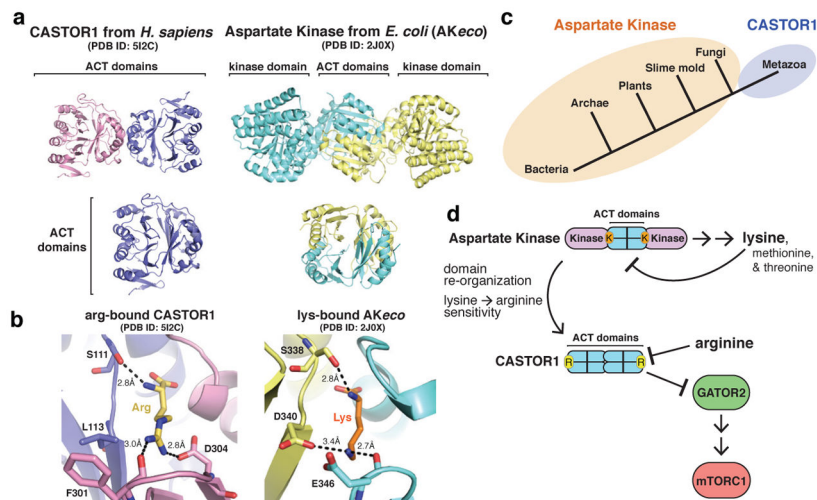 a
CASTOR1 from H. sapiens
(PDB ID: 5I2C)
ACT domains
Aspartate Kinase from E. coli (AKeco)
(PDB ID: 2J0X)
kinase domain
ACT domains
kinase domain
ACT
domains
b
arg-bound CASTOR1
(PDB ID: 5I2C)
S111
2.8Å
Arg
L113
3.0Å
2.8Å
D304
F301
lys-bound AKeco
(PDB ID: 2J0X)
S338
2.8Å
Lys
D340
3.4Å
2.7Å
E346
c
Aspartate Kinase
CASTOR1
Fungi
Metazoa
Slime mold
Plants
Archae
Bacteria
d
ACT domains
Aspartate Kinase
Kinase
K
K
Kinase
lysine,
methionine,
& threonine
domain
re-organization
lysine → arginine
sensitivity
ACT domains
CASTOR1
R
R
arginine
GATOR2
mTORC1